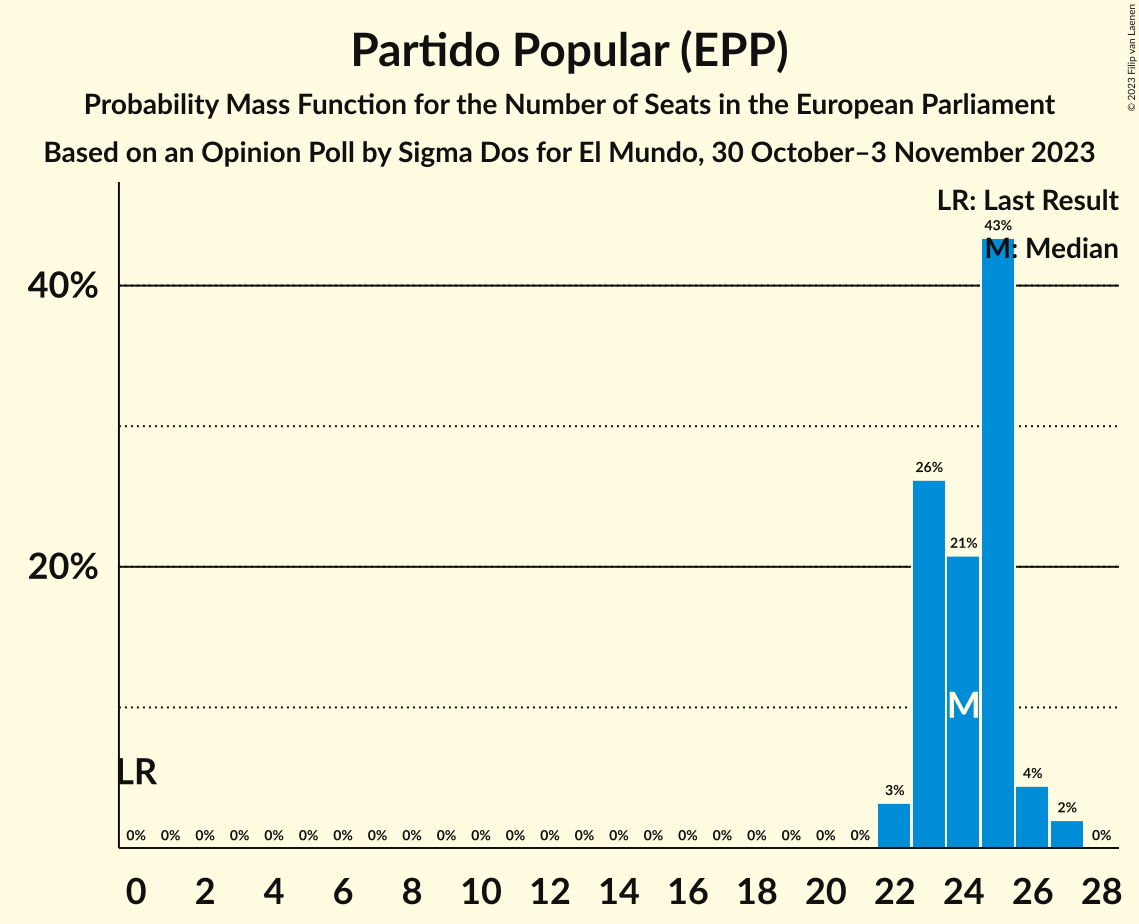 Partido Popular (EPP)
Probability Mass Function for the Number of Seats in the European Parliament
Based on an Opinion Poll by Sigma Dos for El Mundo, 30 October–3 November 2023
© 2023 Filip van Laenen
LR: Last Result
43%
M: Median
40%
26%
21%
20%
M
LR
4%
3%
2%
0% 0% 0% 0% 0% 0% 0% 0% 0% 0% 0% 0% 0% 0% 0% 0% 0% 0% 0% 0% 0% 0% 0%
0 2 4 6 8 10 12 14 16 18 20 22 24 26 28